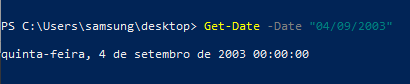 PS C:\Users\samsung\desktop> Get-Date -Date "04/09/2003"
quinta-feira, 4 de setembro de 2003 00:00:00